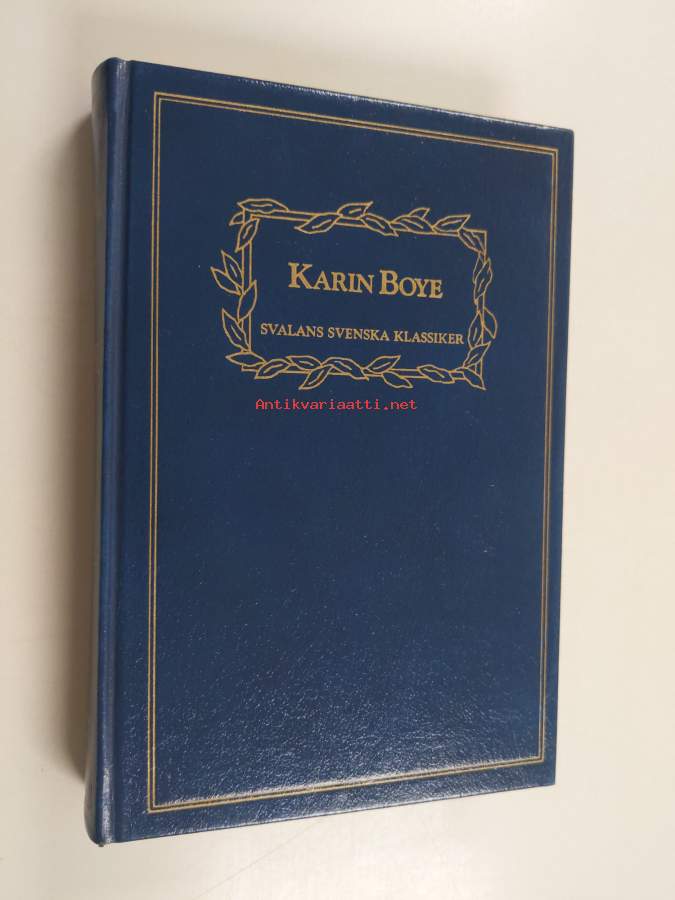 KARIN BOYE
SVALANS SVENSKA KLASSIKER
Antikvariaatti.net